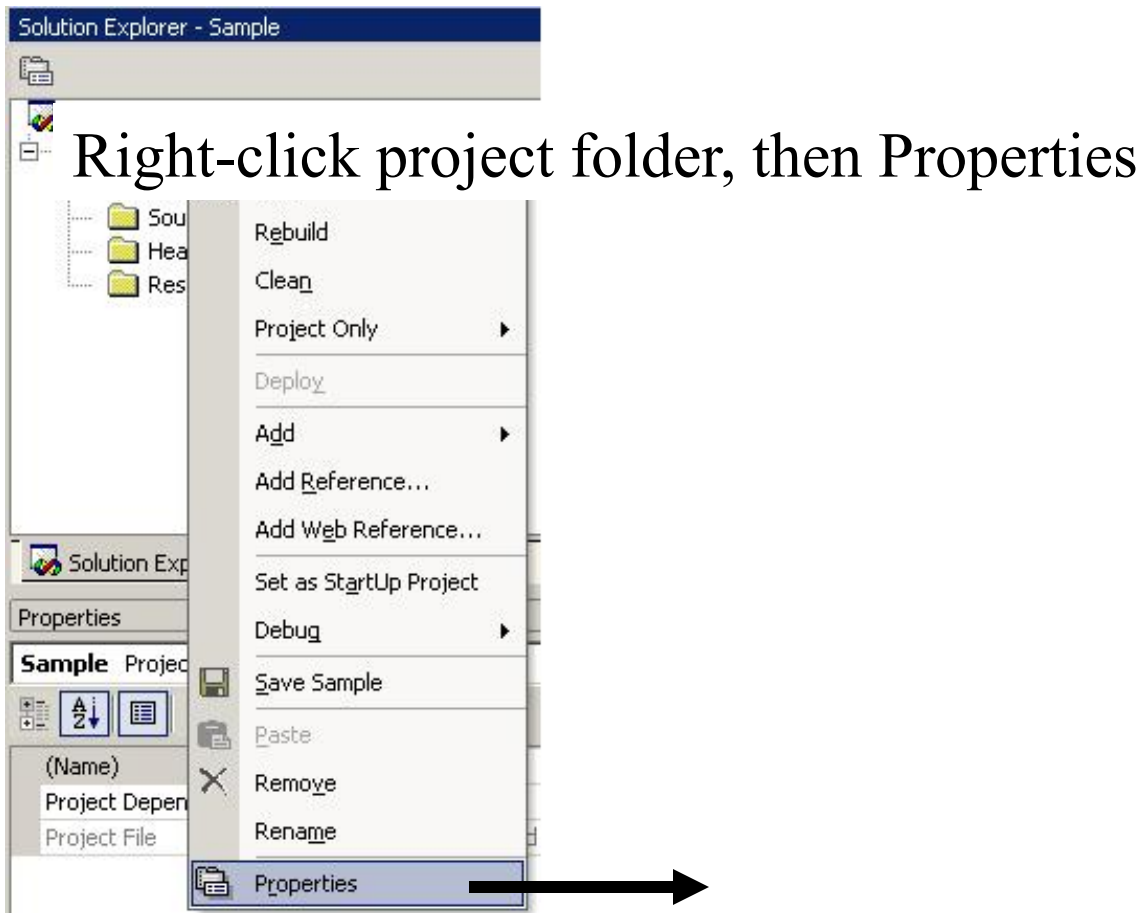 Solution Explorer - Sample
Right-click project folder, then Properties
Sou
Hea
Res
Rebuild
Clean
Project Only
Deploy
Add
Add Reference...
Add Web Reference...
Set as StartUp Project
Debug
Save Sample
Paste
Remove
Rename
Properties
Solution Exp
Properties
Sample Projec
(Name)
Project Depen
Project File